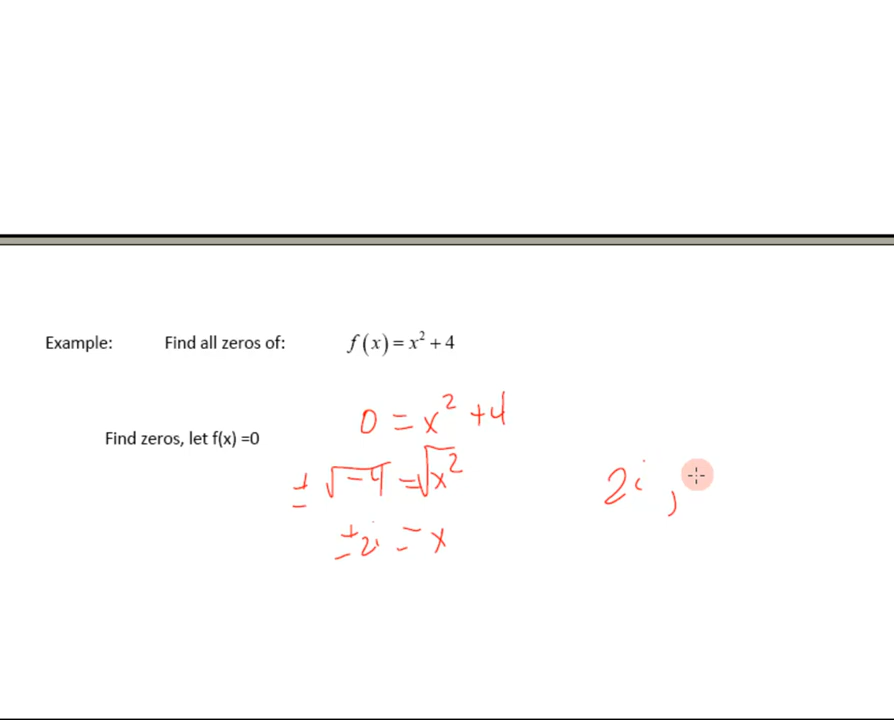 Example: Find all zeros of: f(x) = x² + 4
0 = x² + 4
Find zeros, let f(x) =0
± √-4 = √x²
2i ,
±2i = x